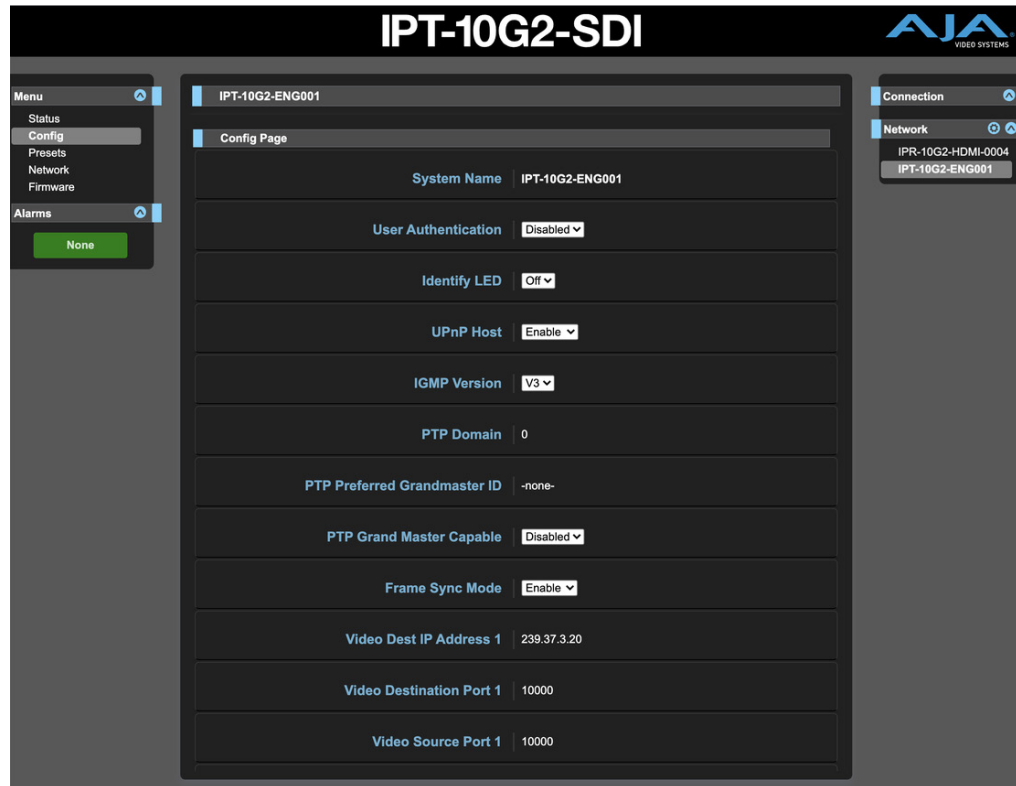 IPT-10G2-SDI
AJA
VIDEO SYSTEMS
Menu
Status
Config
Presets
Network
Firmware
Alarms
None
IPT-10G2-ENG001
Config Page
System Name IPT-10G2-ENG001
User Authentication Disabled
Identify LED Off
UPnP Host Enable
IGMP Version V3
PTP Domain 0
PTP Preferred Grandmaster ID -none-
PTP Grand Master Capable Disabled
Frame Sync Mode Enable
Video Dest IP Address 1 239.37.3.20
Video Destination Port 1 10000
Video Source Port 1 10000
Connection
Network
IPR-10G2-HDMI-0004
IPT-10G2-ENG001